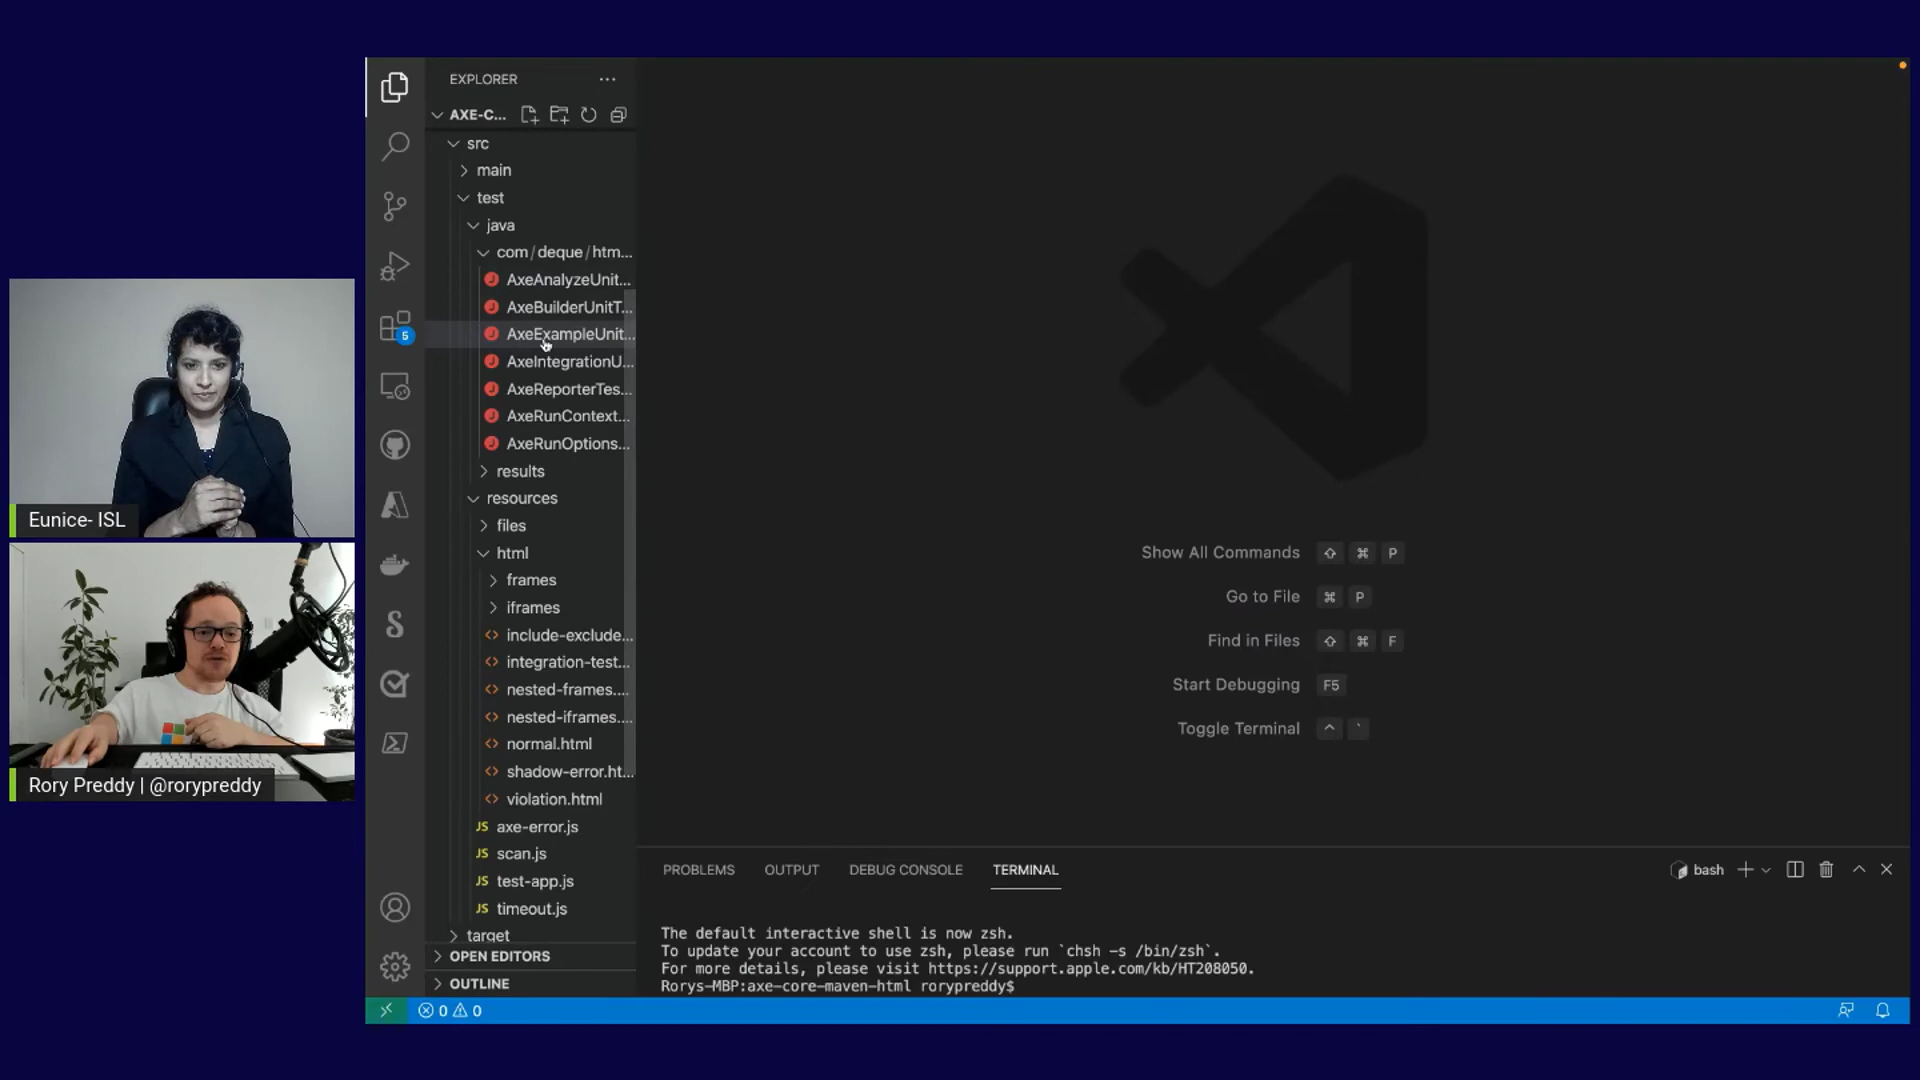 EXPLORER
AXE-C...
src
main
test
java
com/deque/htm...
AxeAnalyzeUnit...
AxeBuilderUnitT...
AxeExampleUnit...
AxeIntegrationU...
AxeReporterTes...
AxeRunContext...
AxeRunOptions...
results
resources
files
html
frames
iframes
include-exclude...
integration-test...
nested-frames....
nested-iframes....
normal.html
shadow-error.ht...
violation.html
JS axe-error.js
JS scan.js
JS test-app.js
JS timeout.js
target
OPEN EDITORS
OUTLINE
5
Eunice- ISL
Rory Preddy | @rorypreddy
Show All Commands ⇧ ⌘ P
Go to File ⌘ P
Find in Files ⇧ ⌘ F
Start Debugging F5
Toggle Terminal ^ `
PROBLEMS OUTPUT DEBUG CONSOLE TERMINAL
bash
The default interactive shell is now zsh.
To update your account to use zsh, please run `chsh -s /bin/zsh`.
For more details, please visit https://support.apple.com/kb/HT208050.
Rorys-MBP:axe-core-maven-html rorypreddy$
0 0